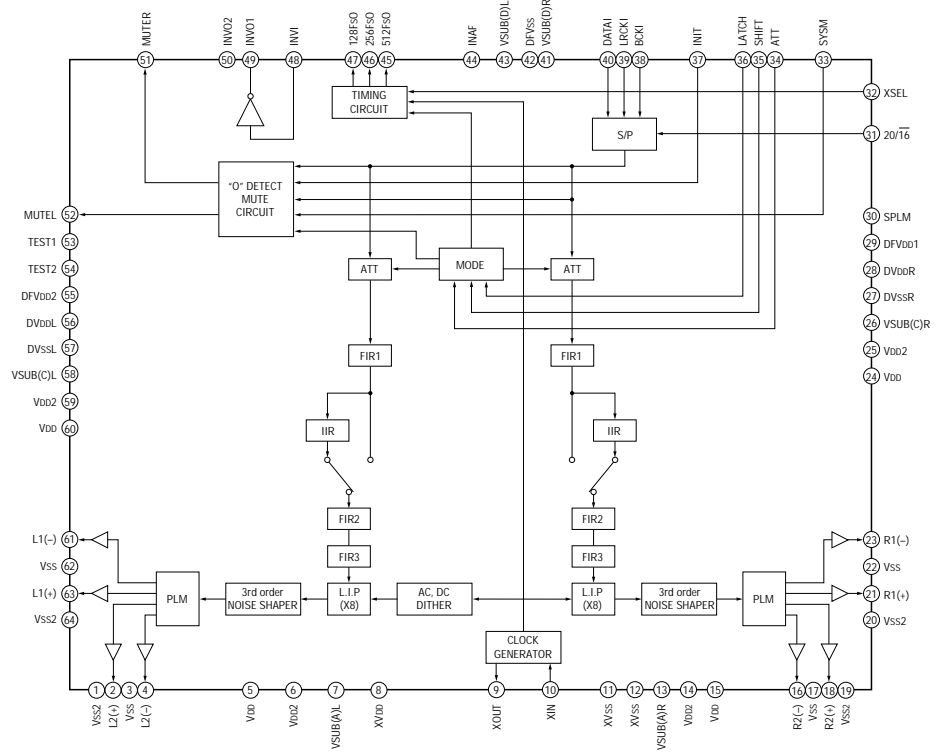 MUTER
INVO2
INVO1
INVI
128FSO
256FSO
512FSO
INAF
VSUB(D)L
DFVSS
VSUB(D)R
DATAI
LRCKI
BCKI
INIT
LATCH
SHIFT
ATT
SYSM
51
50
49
48
47
46
45
44
43
42
41
40
39
38
37
36
35
34
33
TIMING
CIRCUIT
32
XSEL
S/P
31
20/16
"O" DETECT
MUTE
CIRCUIT
MUTEL
52
30
SPLM
TEST1
53
29
DFVDD1
TEST2
54
ATT
MODE
ATT
28
DVDDR
DFVDD2
55
27
DVSSR
DVDDL
56
26
VSUB(C)R
DVSSL
57
FIR1
FIR1
25
VDD2
VSUB(C)L
58
24
VDD
VDD2
59
VDD
60
IIR
IIR
FIR2
FIR2
L1(–)
61
23
R1(–)
FIR3
FIR3
VSS
62
22
VSS
L1(+)
63
PLM
3rd order
NOISE SHAPER
L.I.P
(X8)
AC, DC
DITHER
L.I.P
(X8)
3rd order
NOISE SHAPER
PLM
21
R1(+)
VSS2
64
20
VSS2
CLOCK
GENERATOR
1
2
3
4
5
6
7
8
9
10
11
12
13
14
15
16
17
18
19
VSS2
L2(+)
VSS
L2(–)
VDD
VDD2
VSUB(A)L
XVDD
XOUT
XIN
XVSS
XVSS
VSUB(A)R
VDD2
VDD
R2(–)
VSS
R2(+)
VSS2